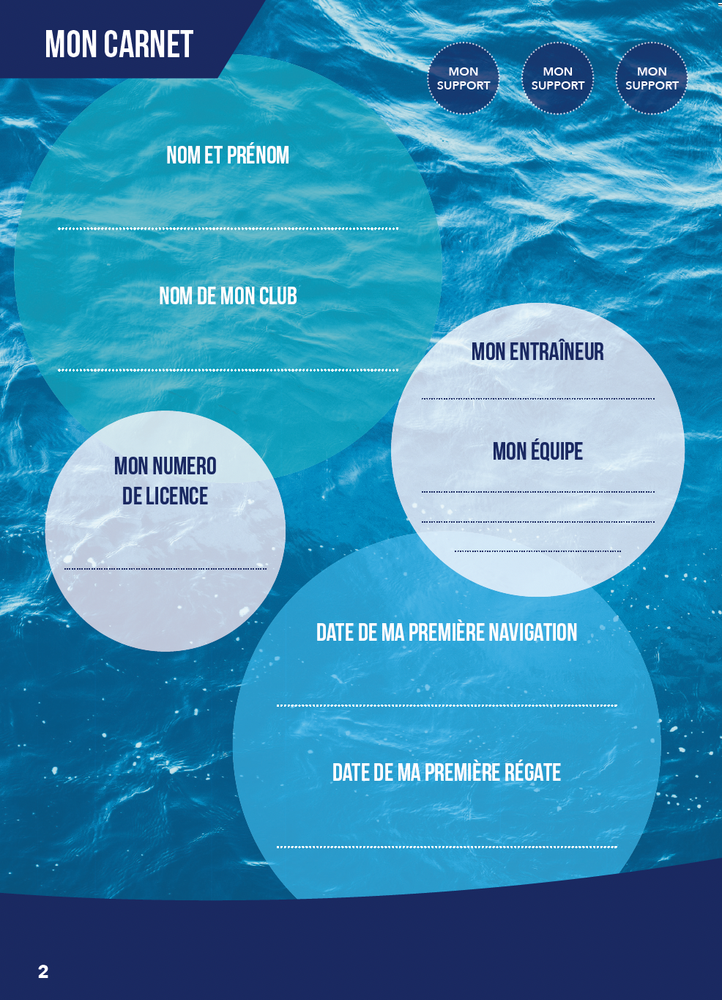 MON CARNET
MON
SUPPORT
MON
SUPPORT
MON
SUPPORT
NOM ET PRÉNOM
NOM DE MON CLUB
MON ENTRAÎNEUR
MON ÉQUIPE
MON NUMERO
DE LICENCE
DATE DE MA PREMIÈRE NAVIGATION
DATE DE MA PREMIÈRE RÉGATE
2